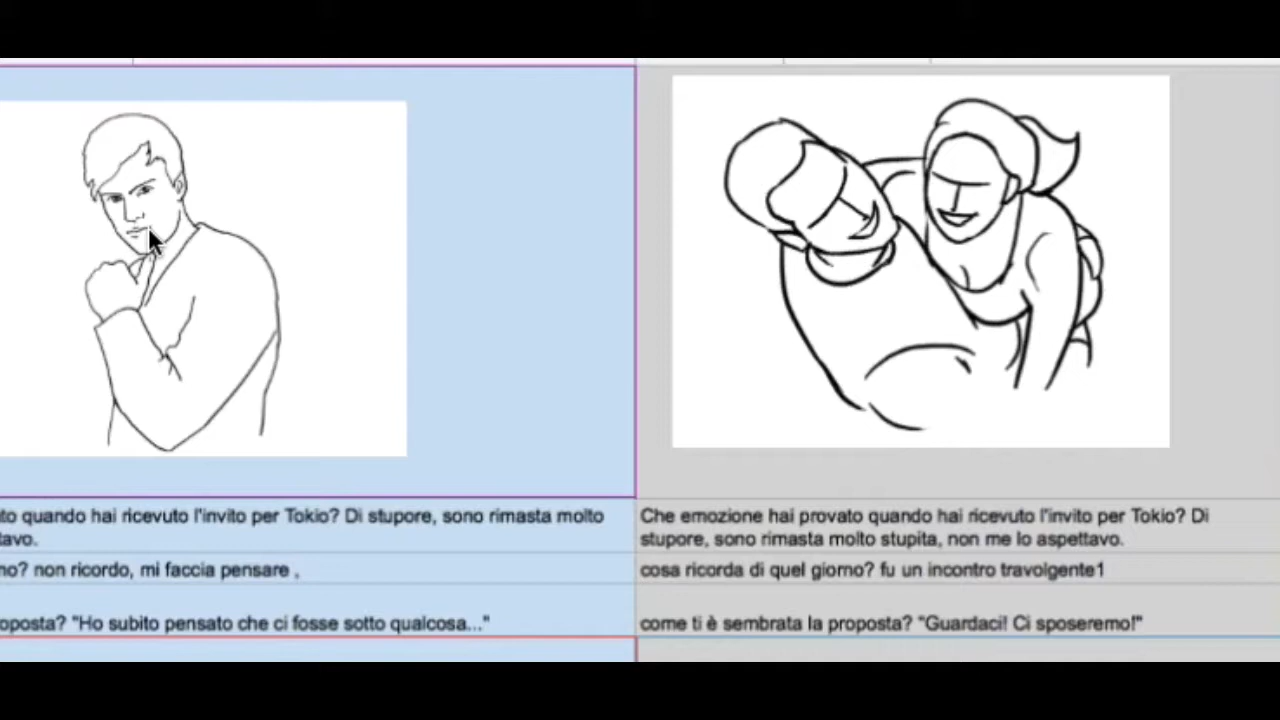 to quando hai ricevuto l'invito per Tokio? Di stupore, sono rimasta molto
tavo.
no? non ricordo, mi faccia pensare ,
oposta? "Ho subito pensato che ci fosse sotto qualcosa..."
Che emozione hai provato quando hai ricevuto l'invito per Tokio? Di
stupore, sono rimasta molto stupita, non me lo aspettavo.
cosa ricorda di quel giorno? fu un incontro travolgente1
come ti è sembrata la proposta? "Guardaci! Ci sposeremo!"